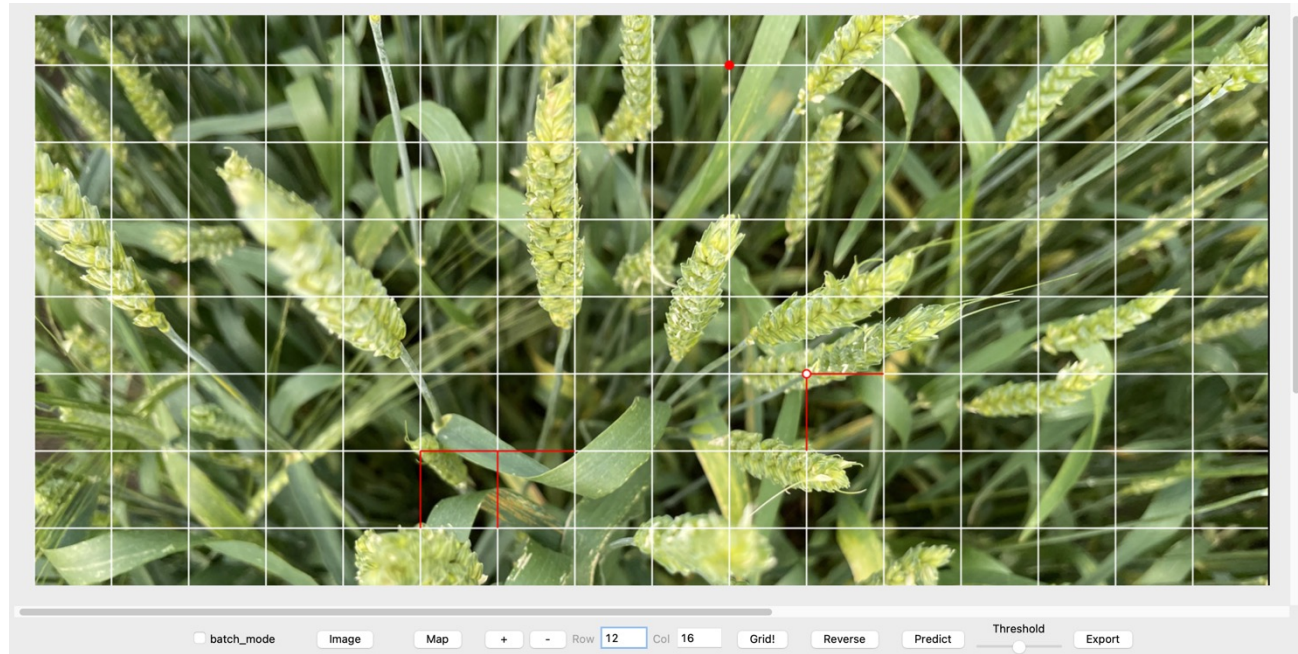 Threshold
batch_mode Image Map + - Row 12 Col 16 Grid! Reverse Predict Export